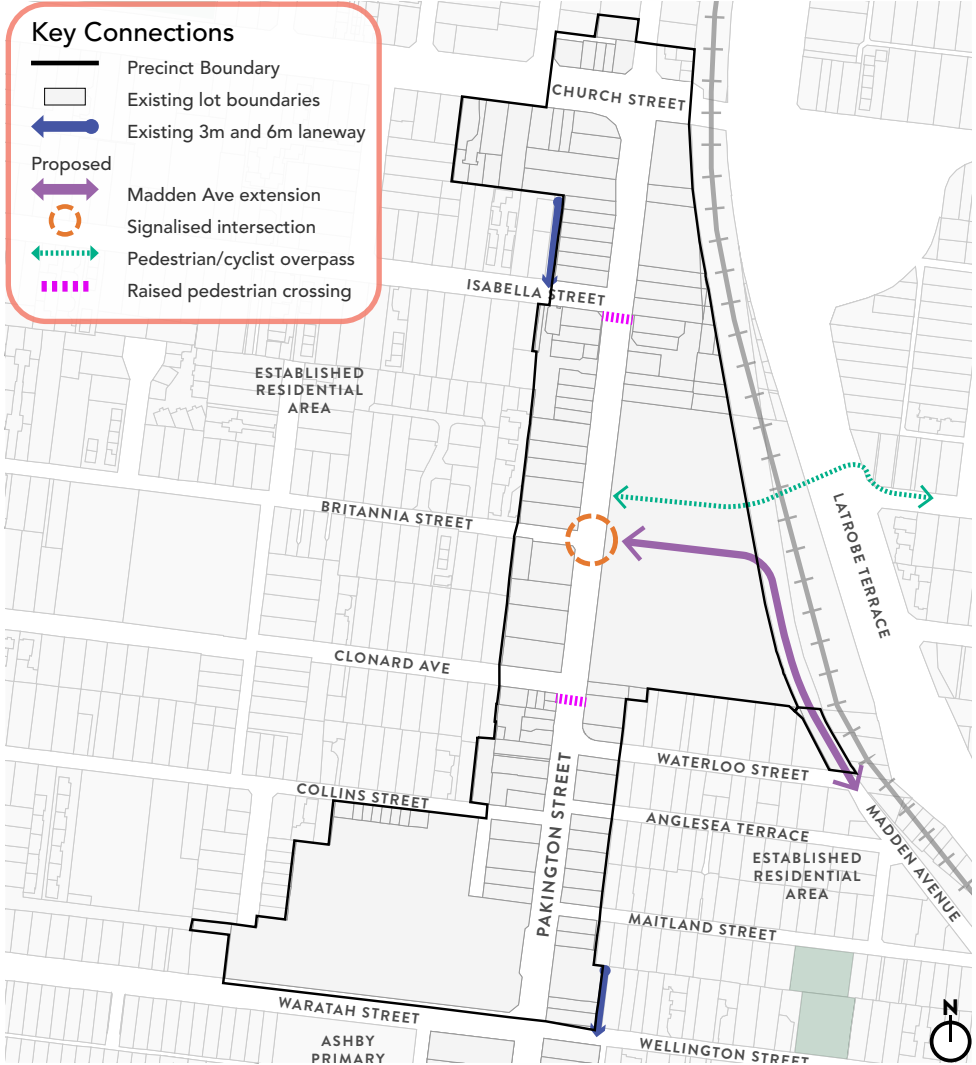 Key Connections
Precinct Boundary
Existing lot boundaries
Existing 3m and 6m laneway
Proposed
Madden Ave extension
Signalised intersection
Pedestrian/cyclist overpass
Raised pedestrian crossing
CHURCH STREET
ISABELLA STREET
ESTABLISHED
RESIDENTIAL
AREA
BRITANNIA STREET
LATROBE TERRACE
CLONARD AVE
WATERLOO STREET
COLLINS STREET
PAKINGTON STREET
ANGLESEA TERRACE
MADDEN AVENUE
ESTABLISHED
RESIDENTIAL
AREA
MAITLAND STREET
WARATAH STREET
ASHBY
PRIMARY
WELLINGTON STREET
N